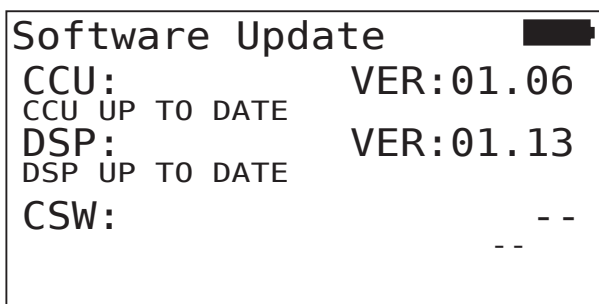 Software Update
CCU: VER:01.06
CCU UP TO DATE
DSP: VER:01.13
DSP UP TO DATE
CSW: --
--